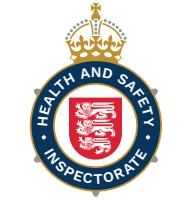 HEALTH AND SAFETY
INSPECTORATE